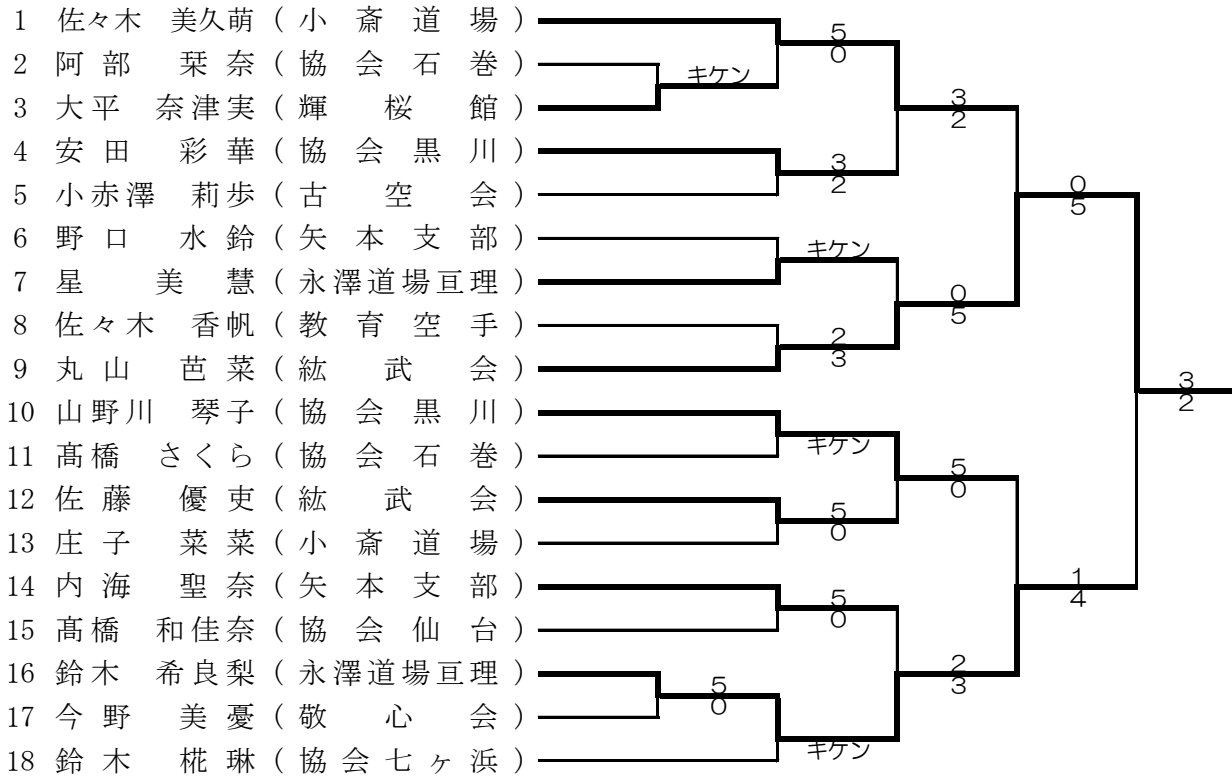 1 佐々木 美久萌 ( 小 斎 道 場 )
2 阿 部 栞 奈 ( 協 会 石 巻 )
3 大 平 奈津実 ( 輝 桜 館 )
4 安 田 彩 華 ( 協 会 黒 川 )
5 小赤澤 莉歩 ( 古 空 会 )
6 野 口 水 鈴 ( 矢 本 支 部 )
7 星 美 慧 ( 永澤道場亘理 )
8 佐々木 香帆 ( 教 育 空 手 )
9 丸 山 芭 菜 ( 紘 武 会 )
10 山野川 琴子 ( 協 会 黒 川 )
11 髙橋 さくら ( 協 会 石 巻 )
12 佐 藤 優 吏 ( 紘 武 会 )
13 庄 子 菜 菜 ( 小 斎 道 場 )
14 内 海 聖 奈 ( 矢 本 支 部 )
15 髙橋 和佳奈 ( 協 会 仙 台 )
16 鈴木 希良梨 ( 永澤道場亘理 )
17 今 野 美 憂 ( 敬 心 会 )
18 鈴 木 椛 琳 ( 協 会 七 ヶ 浜 )
キケン
5
0
5
0
3
2
キケン
2
3
キケン
5
0
5
0
キケン
3
2
0
5
5
0
2
3
0
5
1
4
3
2